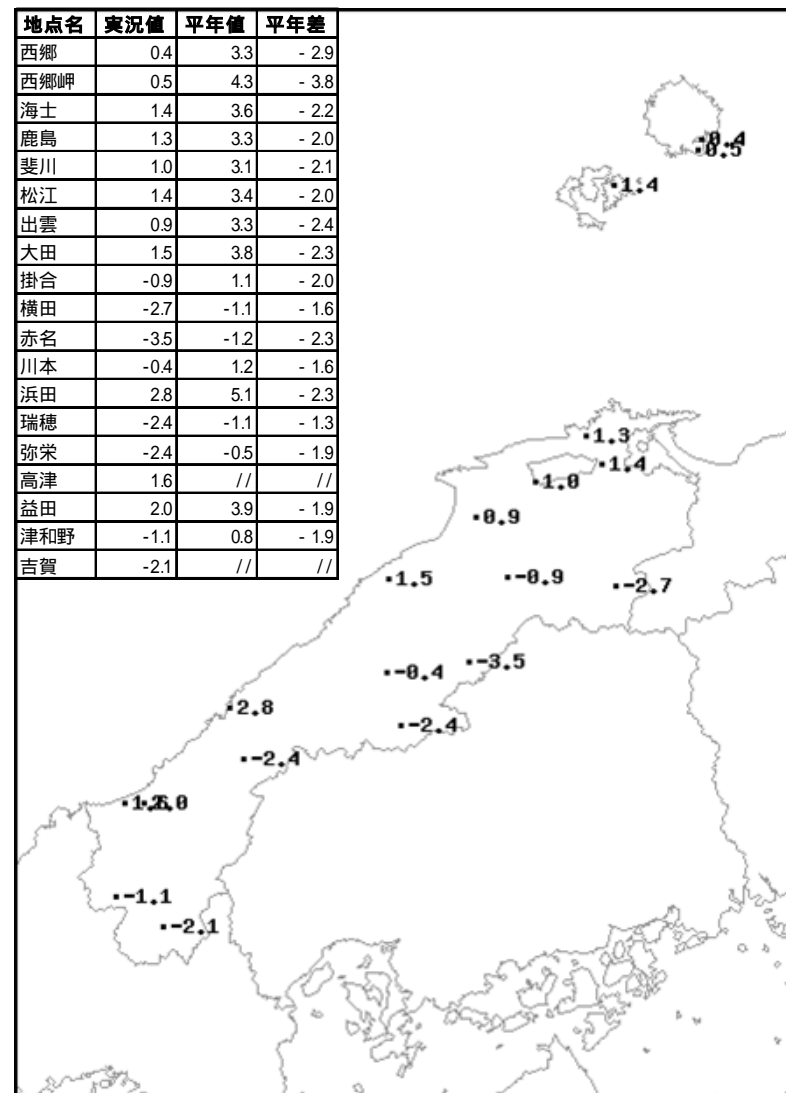 地点名 実況値 平年値 平年差
西郷 0.4 3.3 - 2.9
西郷岬 0.5 4.3 - 3.8
海士 1.4 3.6 - 2.2
鹿島 1.3 3.3 - 2.0
斐川 1.0 3.1 - 2.1
松江 1.4 3.4 - 2.0
出雲 0.9 3.3 - 2.4
大田 1.5 3.8 - 2.3
掛合 -0.9 1.1 - 2.0
横田 -2.7 -1.1 - 1.6
赤名 -3.5 -1.2 - 2.3
川本 -0.4 1.2 - 1.6
浜田 2.8 5.1 - 2.3
瑞穂 -2.4 -1.1 - 1.3
弥栄 -2.4 -0.5 - 1.9
高津 1.6 // //
益田 2.0 3.9 - 1.9
津和野 -1.1 0.8 - 1.9
吉賀 -2.1 // //
0.4
0.5
1.4
1.3
1.4
1.0
0.9
1.5
-0.9
-2.7
-3.5
-0.4
2.8
-2.4
-2.4
1.6
2.0
-1.1
-2.1